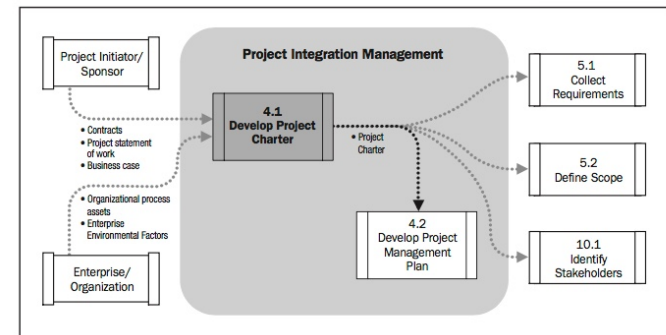 Project Integration Management
Project Initiator/
Sponsor
• Contracts
• Project statement
of work
• Business case
• Organizational process
assets
• Enterprise
Environmental Factors
Enterprise/
Organization
4.1
Develop Project
Charter
• Project
Charter
4.2
Develop Project
Management
Plan
5.1
Collect
Requirements
5.2
Define Scope
10.1
Identify
Stakeholders